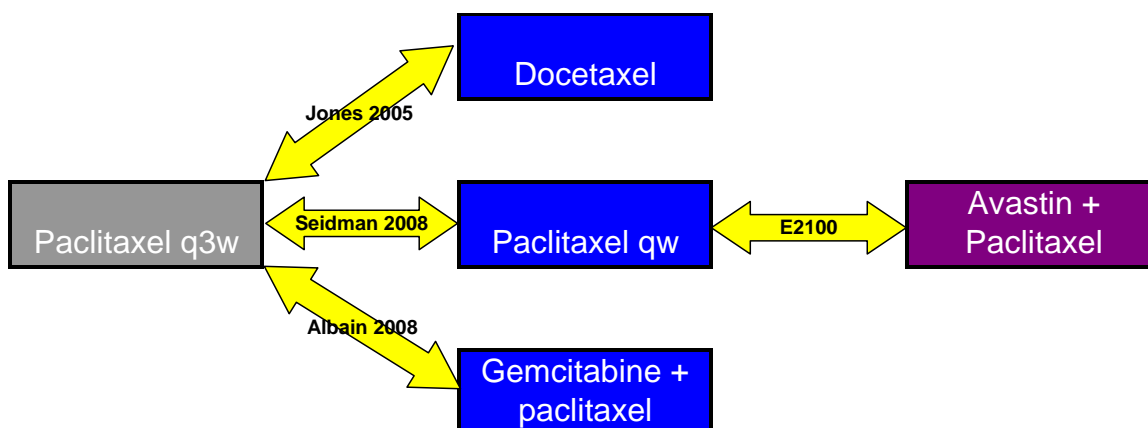 Docetaxel
Jones 2005
Paclitaxel q3w
Seidman 2008
Paclitaxel qw
E2100
Avastin +
Paclitaxel
Albain 2008
Gemcitabine +
paclitaxel